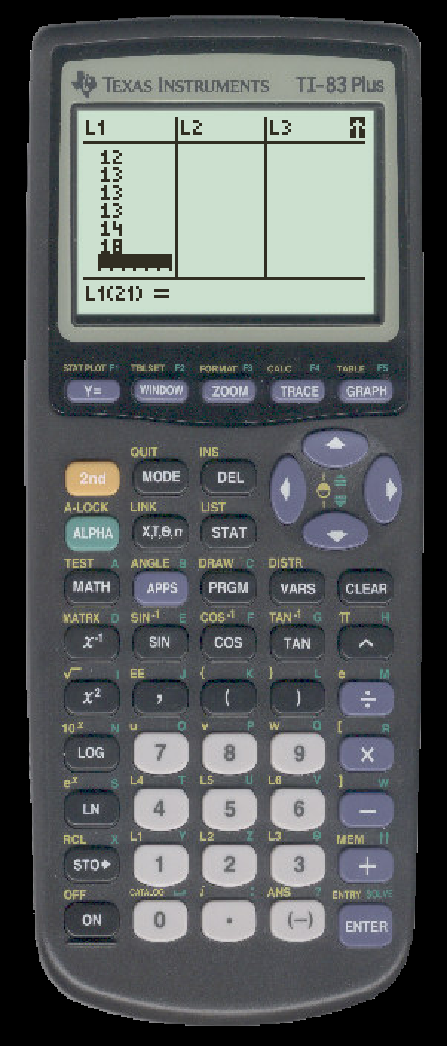 TEXAS INSTRUMENTS TI-83 Plus
L1 L2 L3
12
13
13
13
14
18
L1(21) =
STAT PLOT F1 TBLSET F2 FORMAT F3 CALC F4 TABLE F5
Y= WINDOW ZOOM TRACE GRAPH
QUIT INS
2nd MODE DEL
A-LOCK LINK LIST
ALPHA X,T,Θ,n STAT
TEST A ANGLE B DRAW C DISTR
MATH APPS PRGM VARS CLEAR
MATRX D SIN⁻¹ E COS⁻¹ F TAN⁻¹ G π H
x⁻¹ SIN COS TAN ^
√ I EE J { K } L e M
x² , ( ) ÷
10ˣ N u O v P w Q [ R
LOG 7 8 9 ×
eˣ S L4 T L5 U L6 V ] W
LN 4 5 6 −
RCL X L1 Y L2 Z L3 θ MEM "
STO 1 2 3 +
OFF CATALOG i : ANS ? ENTRY SOLVE
ON 0 . (−) ENTER